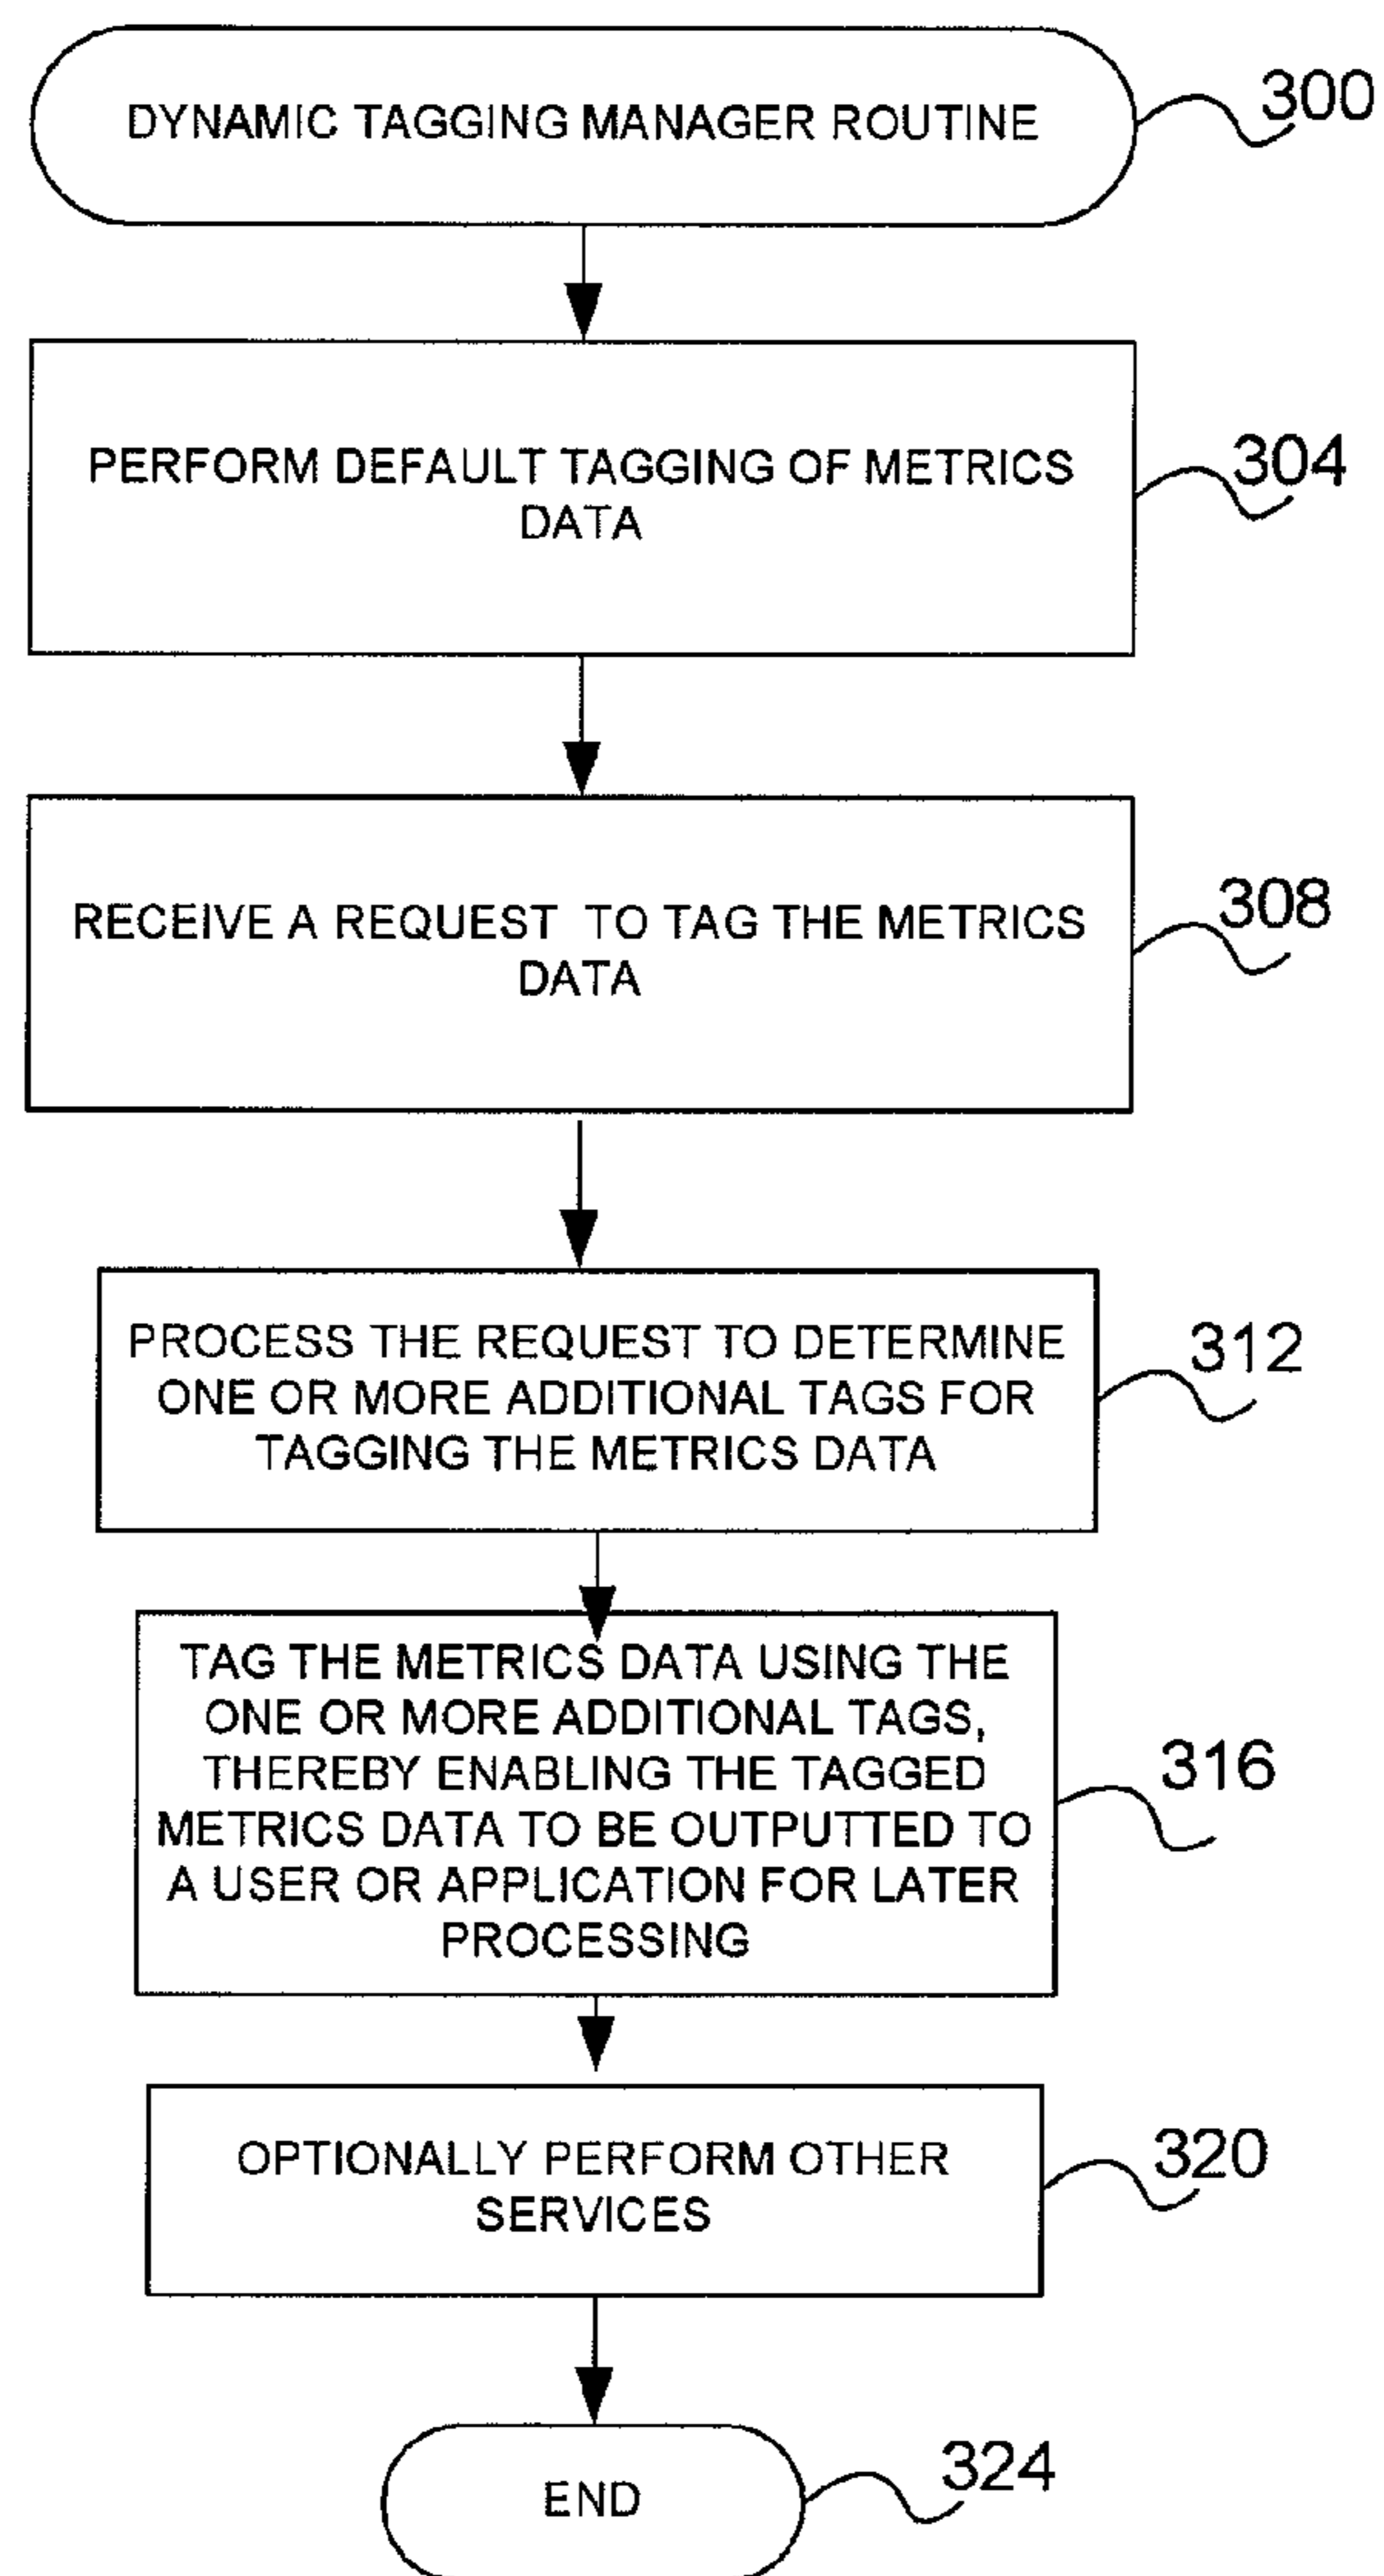 DYNAMIC TAGGING MANAGER ROUTINE
300
PERFORM DEFAULT TAGGING OF METRICS
DATA
304
RECEIVE A REQUEST TO TAG THE METRICS
DATA
308
PROCESS THE REQUEST TO DETERMINE
ONE OR MORE ADDITIONAL TAGS FOR
TAGGING THE METRICS DATA
312
TAG THE METRICS DATA USING THE
ONE OR MORE ADDITIONAL TAGS,
THEREBY ENABLING THE TAGGED
METRICS DATA TO BE OUTPUTTED TO
A USER OR APPLICATION FOR LATER
PROCESSING
316
OPTIONALLY PERFORM OTHER
SERVICES
320
END
324